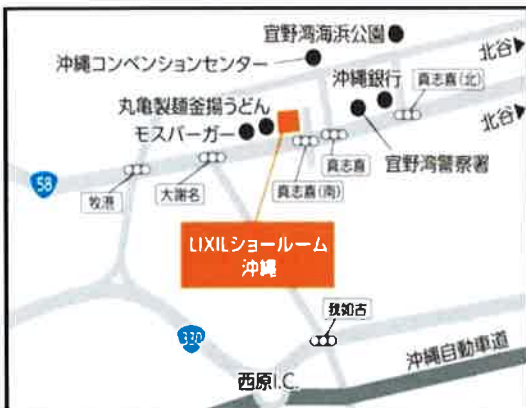 宜野湾海浜公園
北谷
沖縄コンベンションセンター
沖縄銀行
真志喜(北)
丸亀製麺釜揚うどん
北谷
モスバーガー
真志喜
宜野湾警察署
58
牧港
大謝名
真志喜(南)
LIXILショールーム
沖縄
我如古
330
沖縄自動車道
西原I.C.